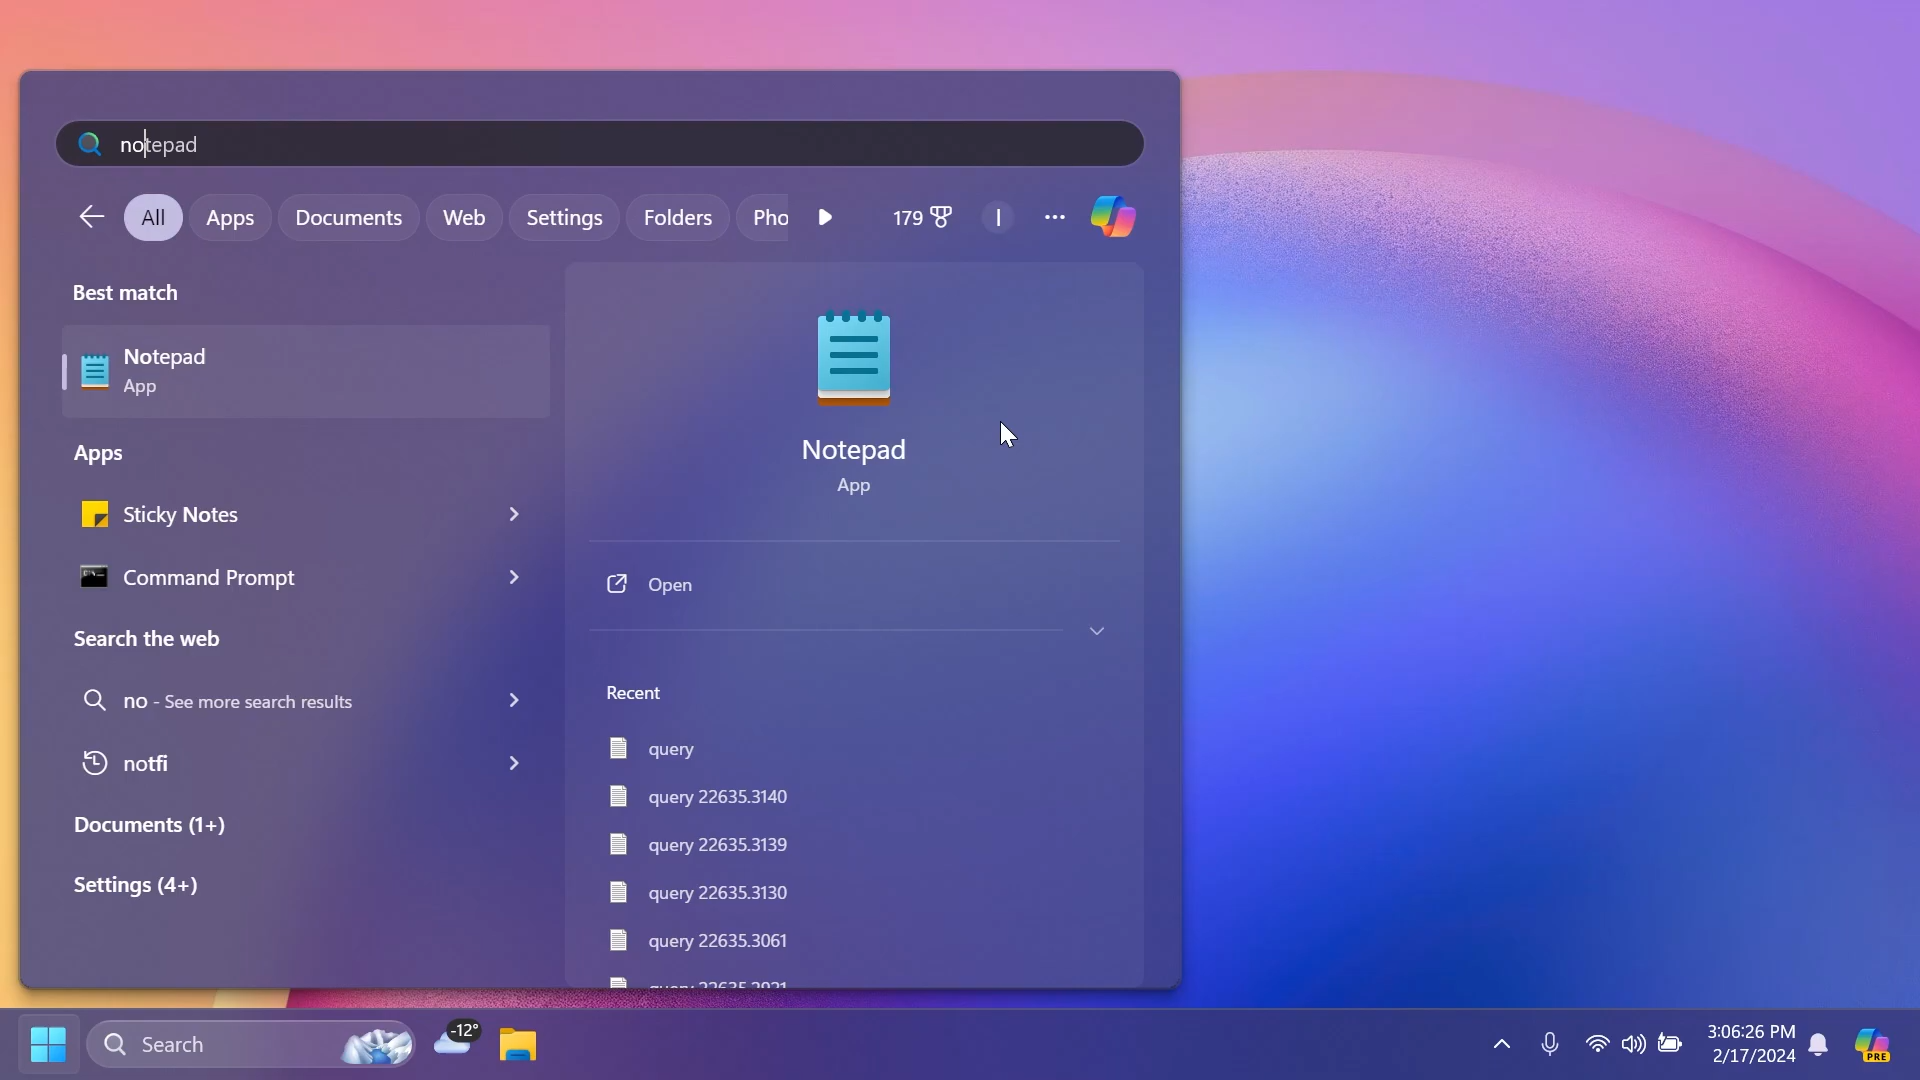 notepad
All
Apps
Documents
Web
Settings
Folders
Pho
179
I
Best match
Notepad
App
Apps
Sticky Notes
Command Prompt
Search the web
no - See more search results
notfi
Documents (1+)
Settings (4+)
Notepad
App
Open
Recent
query
query 22635.3140
query 22635.3139
query 22635.3130
query 22635.3061
Search
-12°
3:06:26 PM
2/17/2024
PRE